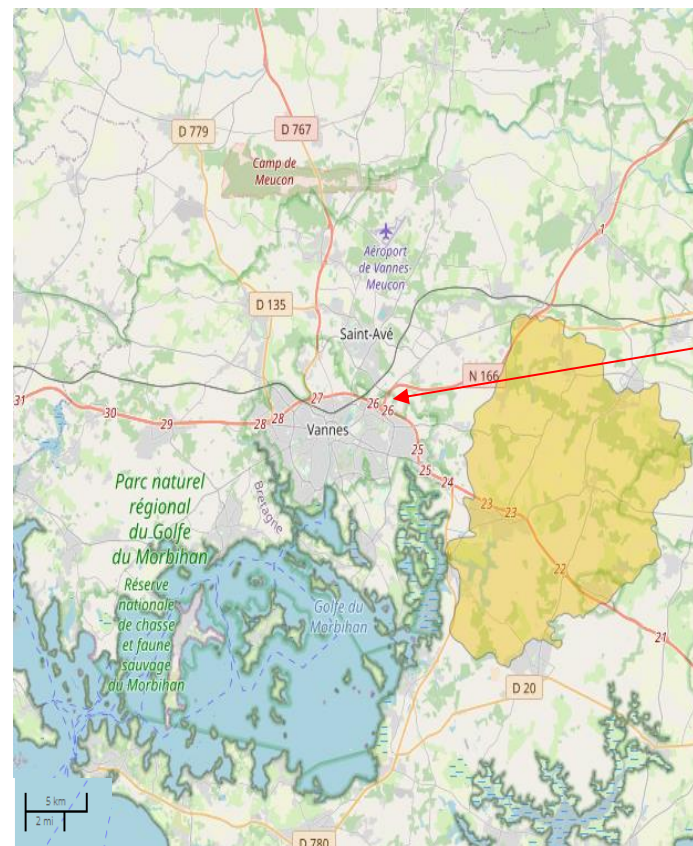 D 779
D 767
Camp de
Meucon
1
Aéroport
de Vannes-
Meucon
D 135
Saint-Avé
N 166
31
30
29
28
28
27
26
26
Vannes
25
25
24
23
23
22
21
Parc naturel
régional
du Golfe
du Morbihan
Bretagne
Réserve
nationale
de chasse
et faune
sauvage
du Morbihan
Golfe du
Morbihan
D 20
5 km
2 mi
D 780